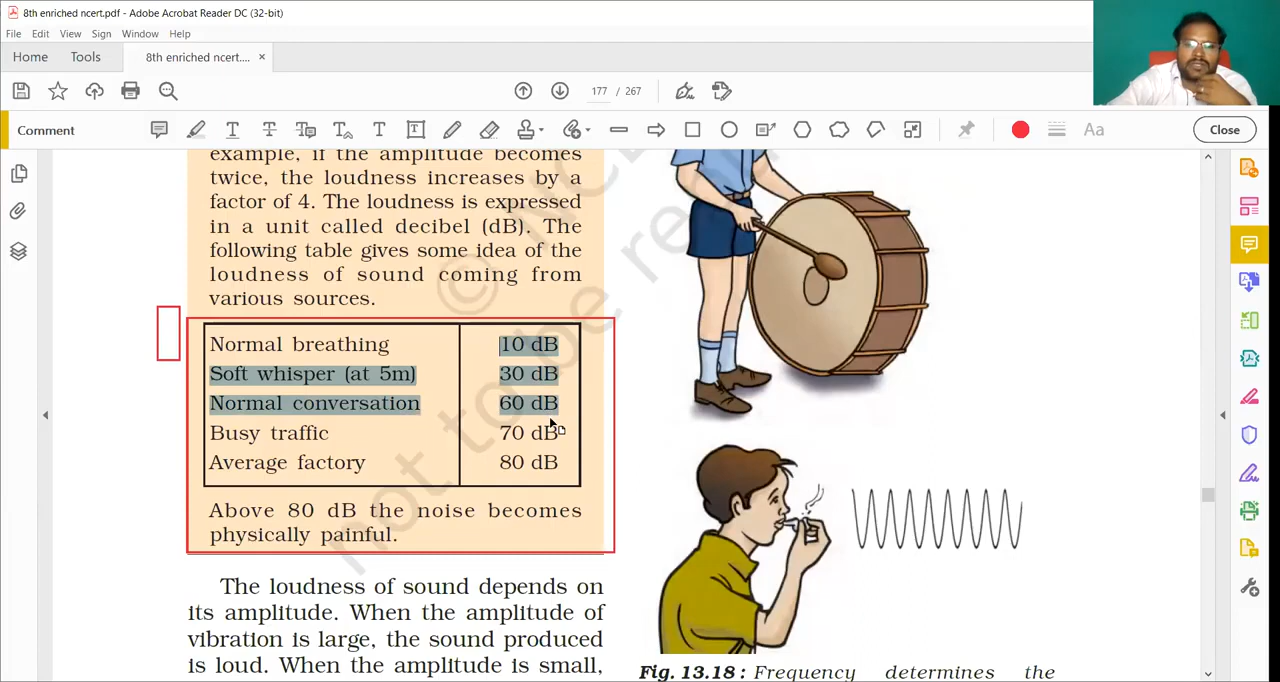 8th enriched ncert.pdf - Adobe Acrobat Reader DC (32-bit)
File Edit View Sign Window Help
Home Tools 8th enriched ncert.... ×
177 / 267
Comment
Aa
Close
example, if the amplitude becomes
twice, the loudness increases by a
factor of 4. The loudness is expressed
in a unit called decibel (dB). The
following table gives some idea of the
loudness of sound coming from
various sources.
Normal breathing 10 dB
Soft whisper (at 5m) 30 dB
Normal conversation 60 dB
Busy traffic 70 dB
Average factory 80 dB
Above 80 dB the noise becomes
physically painful.
The loudness of sound depends on
its amplitude. When the amplitude of
vibration is large, the sound produced
is loud. When the amplitude is small,
Fig. 13.18 : Frequency determines the
© NC
not to be re